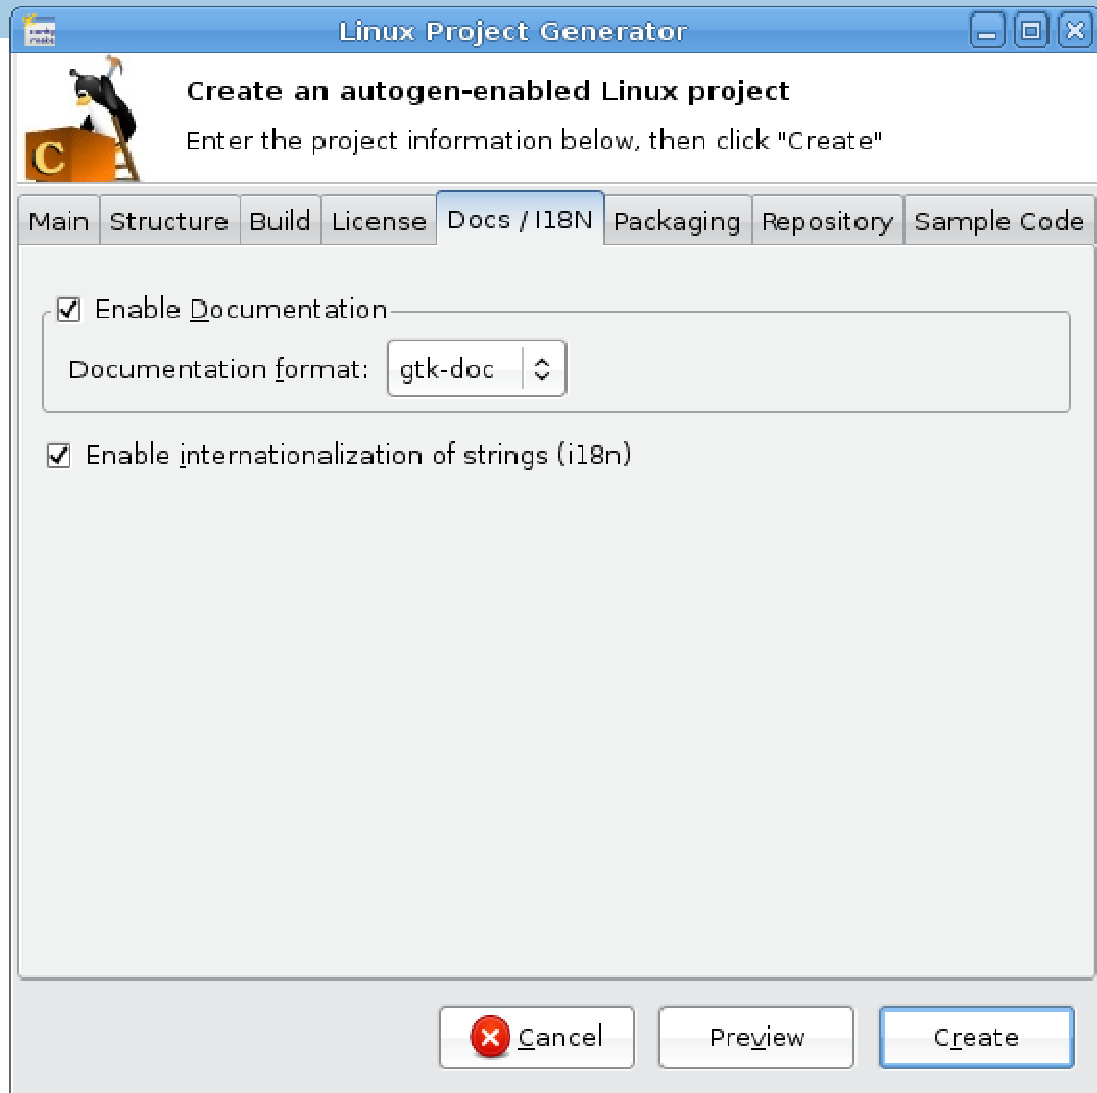 Linux Project Generator
Create an autogen-enabled Linux project
Enter the project information below, then click "Create"
C
Main Structure Build License Docs / I18N Packaging Repository Sample Code
Enable Documentation
Documentation format: gtk-doc
Enable internationalization of strings (i18n)
Cancel Preview Create